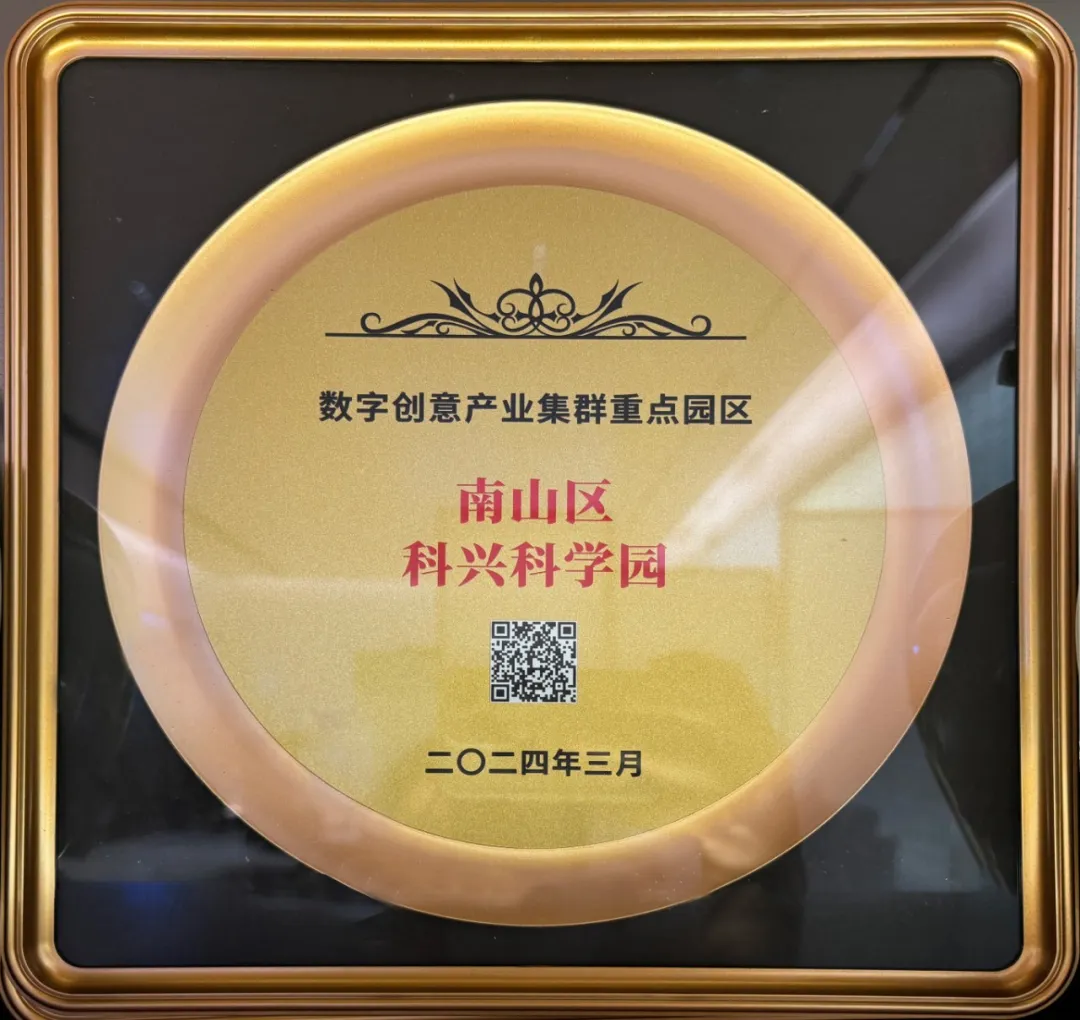 数字创意产业集群重点园区
南山区
科兴科学园
二〇二四年三月